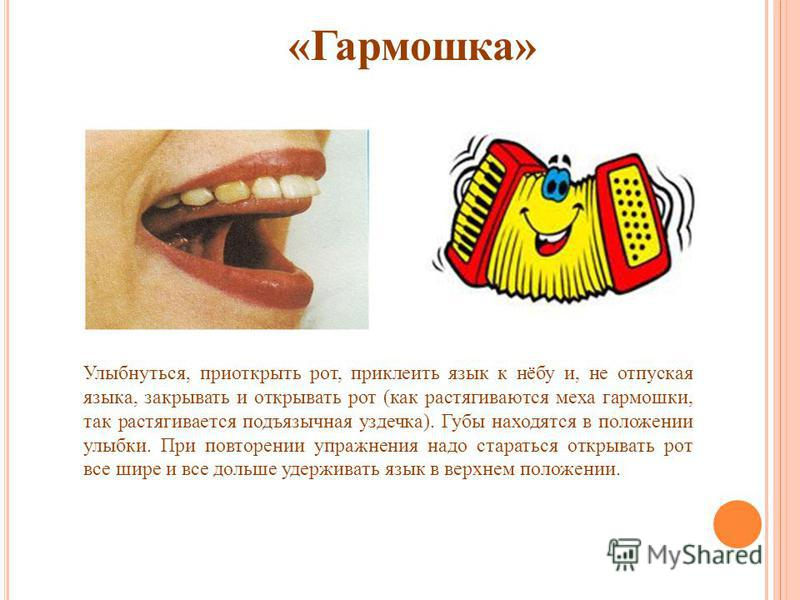 «Гармошка»
Улыбнуться, приоткрыть рот, приклеить язык к нёбу и, не отпуская
языка, закрывать и открывать рот (как растягиваются меха гармошки,
так растягивается подъязычная уздечка). Губы находятся в положении
улыбки. При повторении упражнения надо стараться открывать рот
все шире и все дольше удерживать язык в верхнем положении.
MyShared